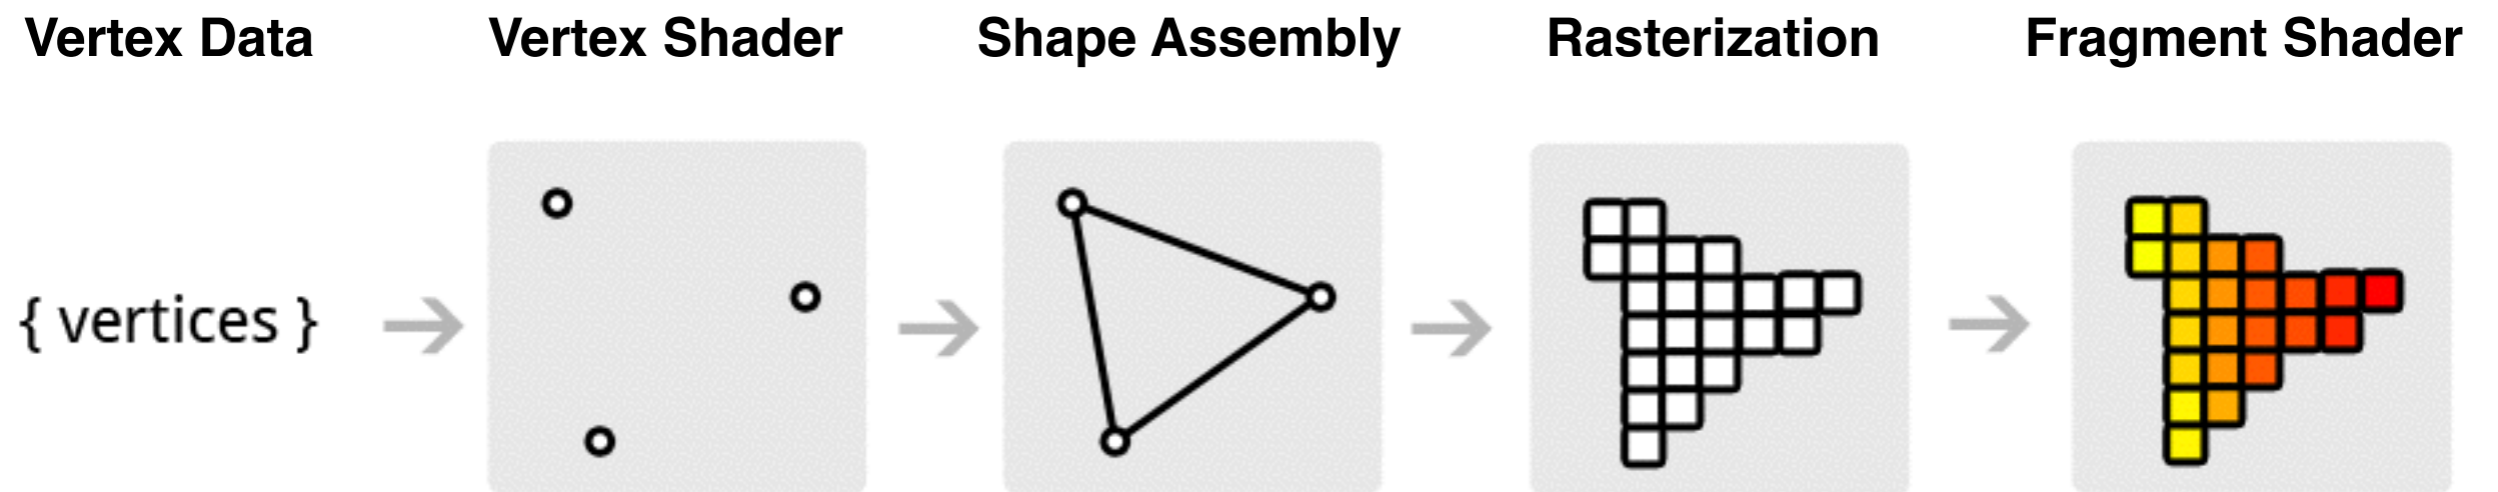 Vertex Data
Vertex Shader
Shape Assembly
Rasterization
Fragment Shader
{ vertices }